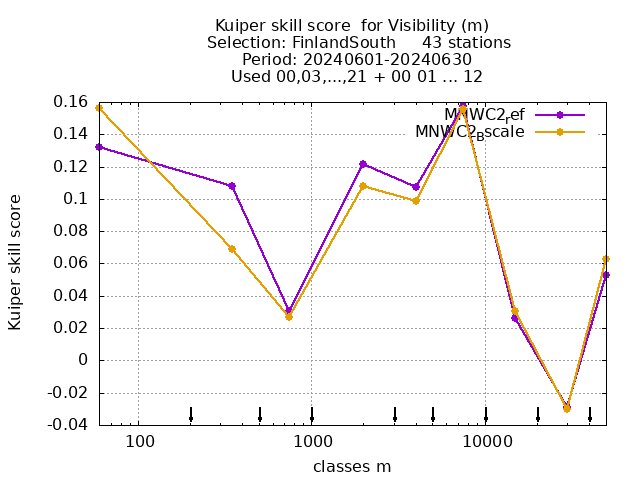 Kuiper skill score  for Visibility (m)
Selection: FinlandSouth     43 stations
Period: 20240601-20240630
Used 00,03,...,21 + 00 01 ... 12
MNWC2ref
MNWC2Bscale
Kuiper skill score
0.16
0.14
0.12
0.1
0.08
0.06
0.04
0.02
0
-0.02
-0.04
100
1000
10000
classes m